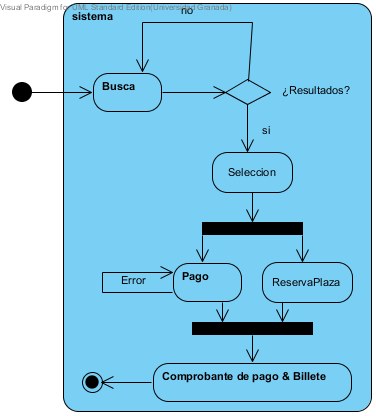 Visual Paradigm for UML Standard Edition(Universidad Granada)
sistema
no
Busca
¿Resultados?
si
Seleccion
Pago
Error
ReservaPlaza
Comprobante de pago & Billete